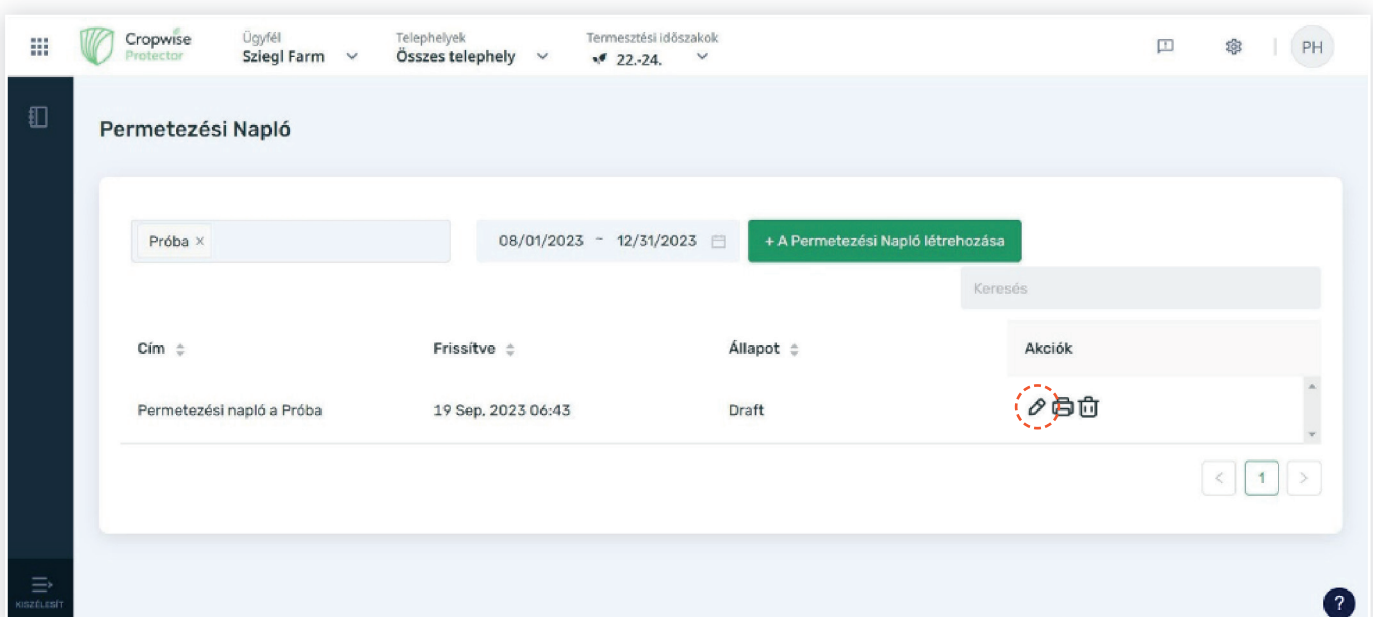 Cropwise
Protector
Ügyfél
Sziegl Farm
Telephelyek
Összes telephely
Termesztési időszakok
22.-24.
PH
Permetezési Napló
Próba ×
08/01/2023 ~ 12/31/2023
+ A Permetezési Napló létrehozása
Keresés
Cím Frissítve Állapot Akciók
Permetezési napló a Próba 19 Sep, 2023 06:43 Draft
< 1 >
KISZÉLESÍT
?